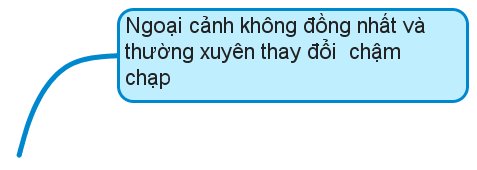 Ngoại cảnh không đồng nhất và
thường xuyên thay đổi  chậm
chạp